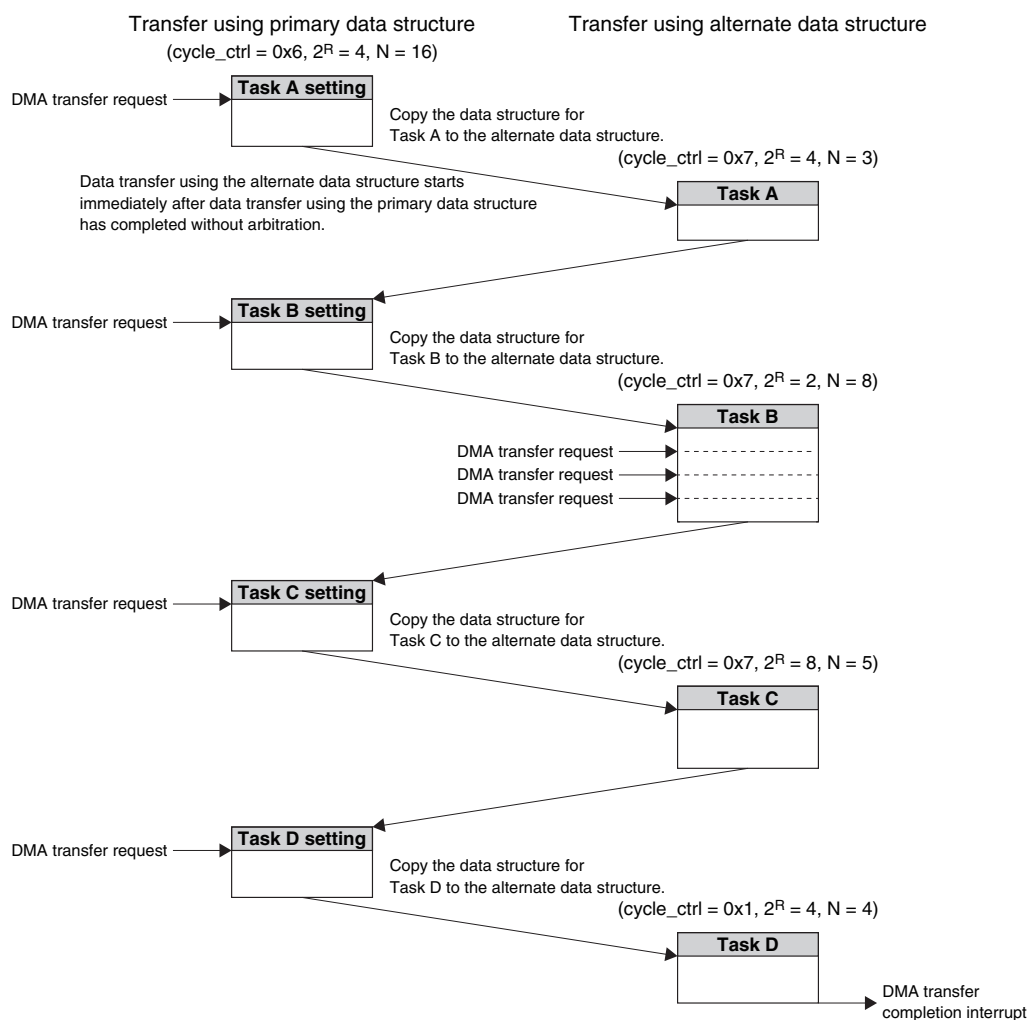 Transfer using primary data structure
Transfer using alternate data structure
(cycle_ctrl = 0x6, 2ᴿ = 4, N = 16)
Task A setting
DMA transfer request
Copy the data structure for
Task A to the alternate data structure.
(cycle_ctrl = 0x7, 2ᴿ = 4, N = 3)
Data transfer using the alternate data structure starts
immediately after data transfer using the primary data structure
has completed without arbitration.
Task A
Task B setting
DMA transfer request
Copy the data structure for
Task B to the alternate data structure.
(cycle_ctrl = 0x7, 2ᴿ = 2, N = 8)
Task B
DMA transfer request
DMA transfer request
DMA transfer request
Task C setting
DMA transfer request
Copy the data structure for
Task C to the alternate data structure.
(cycle_ctrl = 0x7, 2ᴿ = 8, N = 5)
Task C
Task D setting
DMA transfer request
Copy the data structure for
Task D to the alternate data structure.
(cycle_ctrl = 0x1, 2ᴿ = 4, N = 4)
Task D
DMA transfer
completion interrupt